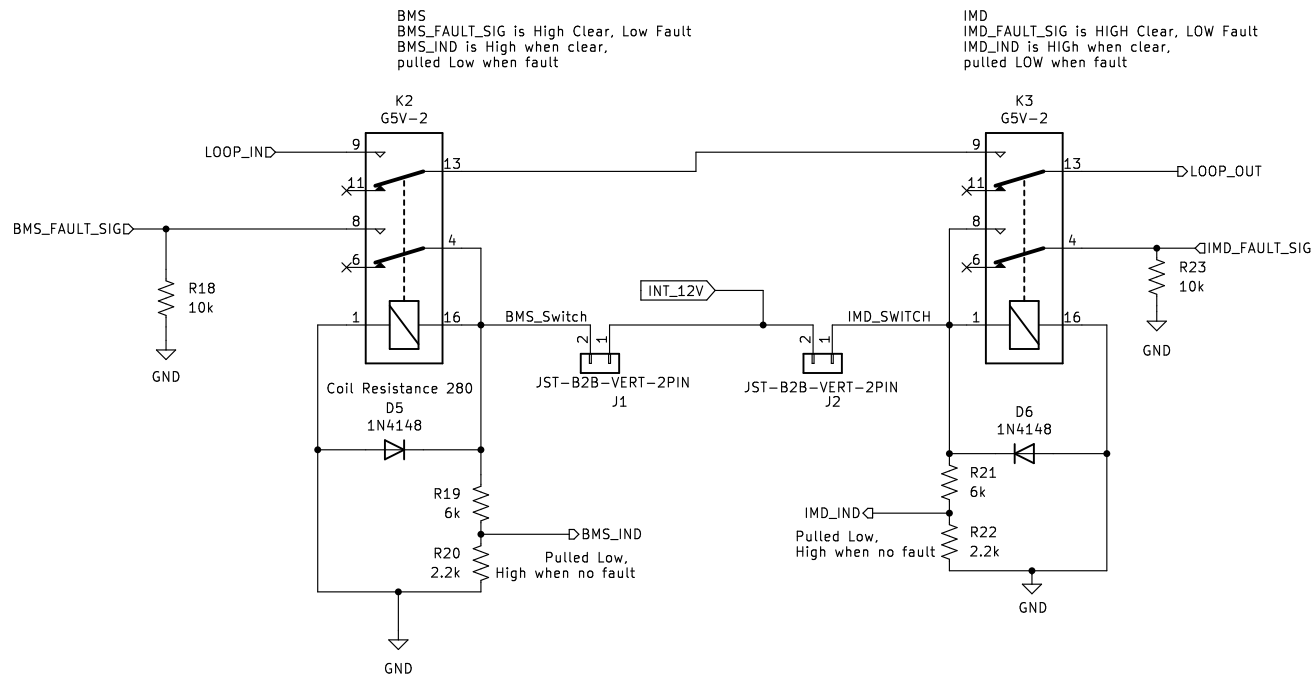 BMS
BMS_FAULT_SIG is High Clear, Low Fault
BMS_IND is High when clear,
pulled Low when fault
IMD
IMD_FAULT_SIG is HIGH Clear, LOW Fault
IMD_IND is HIGh when clear,
pulled LOW when fault
K2
G5V-2
K3
G5V-2
LOOP_IN
9
13
11
9
13
11
LOOP_OUT
BMS_FAULT_SIG
8
4
6
8
4
6
IMD_FAULT_SIG
R18
10k
GND
R23
10k
GND
INT_12V
1
16
BMS_Switch
IMD_SWITCH
1
16
2
1
2
1
JST-B2B-VERT-2PIN
J1
JST-B2B-VERT-2PIN
J2
Coil Resistance 280
D5
1N4148
D6
1N4148
R19
6k
BMS_IND
R20
2.2k
Pulled Low,
High when no fault
GND
R21
6k
IMD_IND
Pulled Low,
High when no fault
R22
2.2k
GND